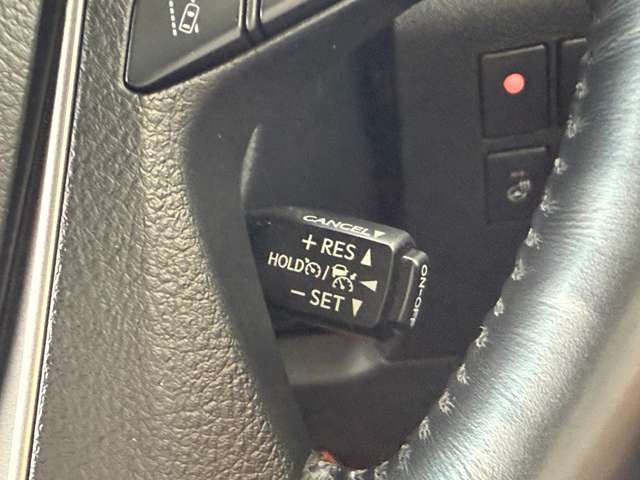 CANCEL▼
+ RES ▲
HOLD / ◀
− SET ▼
ON-OFF